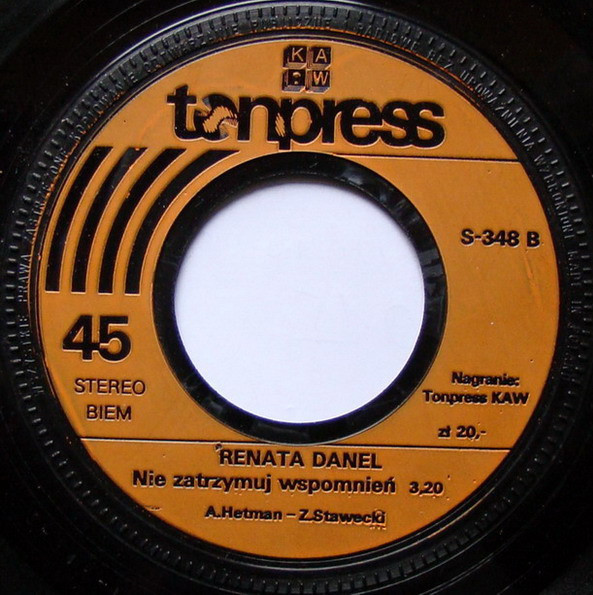 KAW
tonpress
S-348 B
45
STEREO
BIEM
Nagranie:
Tonpress KAW
zł 20,-
RENATA DANEL
Nie zatrzymuj wspomnień 3,20
A.Hetman – Z.Stawecki